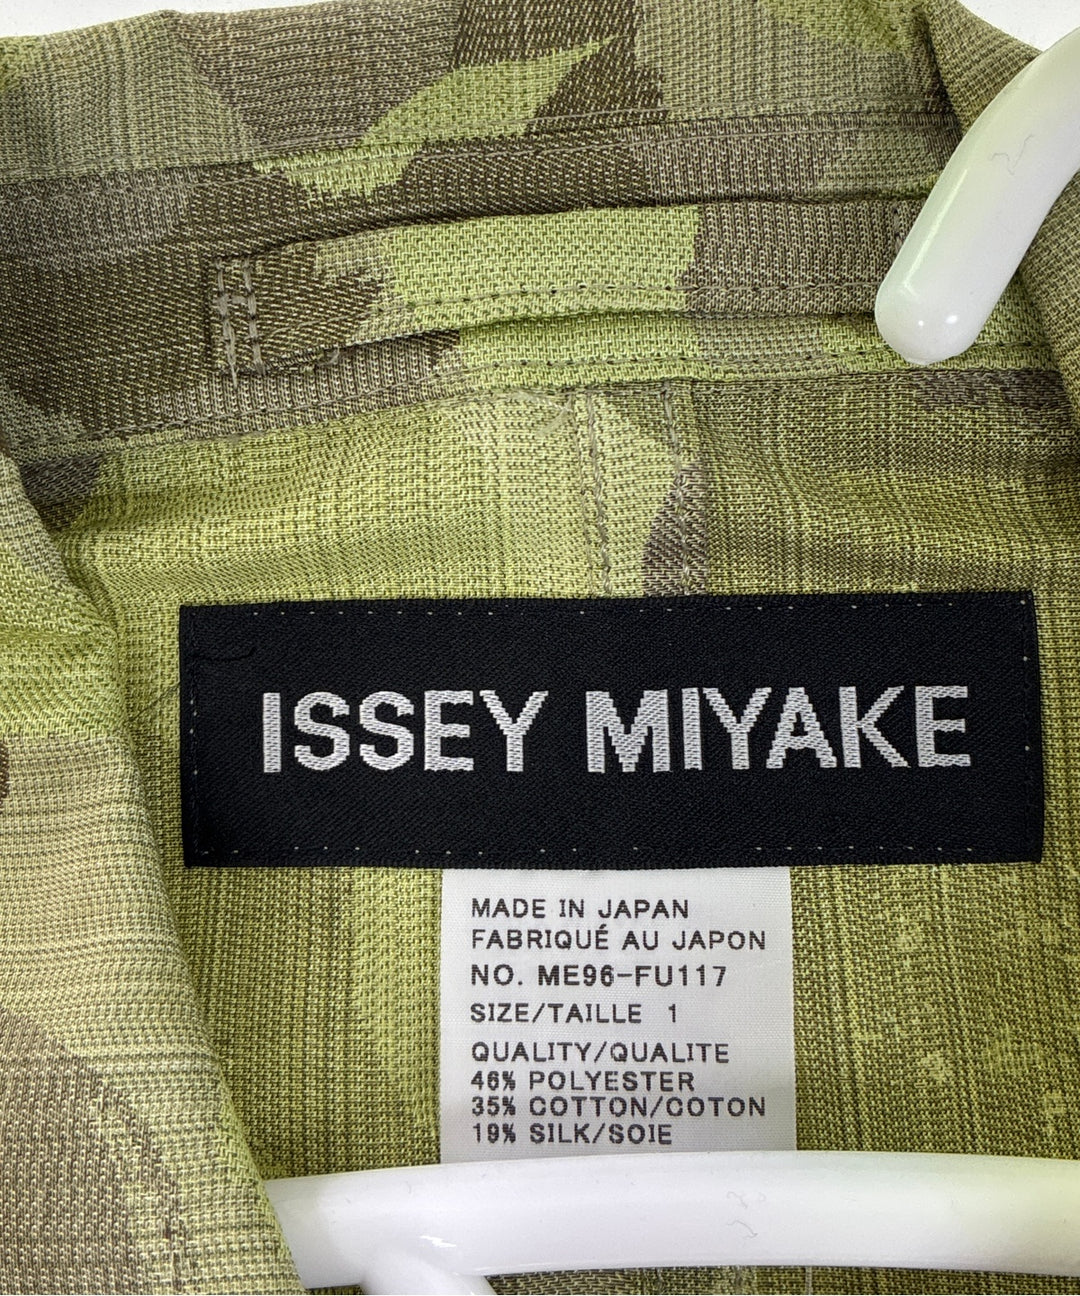 ISSEY MIYAKE
MADE IN JAPAN
FABRIQUÉ AU JAPON
NO. ME96-FU117
SIZE/TAILLE 1
QUALITY/QUALITE
46% POLYESTER
35% COTTON/COTON
19% SILK/SOIE